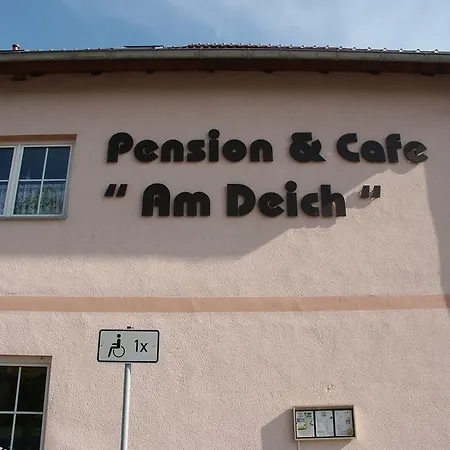 Pension & Cafe
" Am Deich "
1x